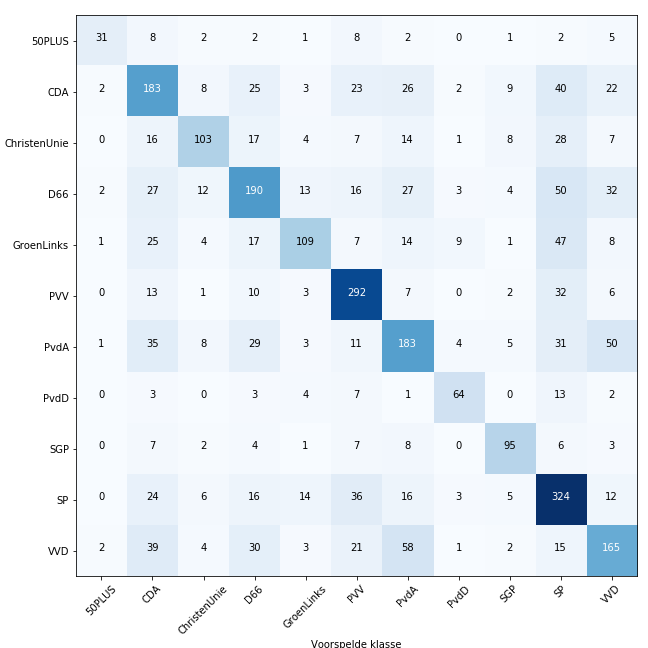 50PLUS 31 8 2 2 1 8 2 0 1 2 5
CDA 2 183 8 25 3 23 26 2 9 40 22
ChristenUnie 0 16 103 17 4 7 14 1 8 28 7
D66 2 27 12 190 13 16 27 3 4 50 32
GroenLinks 1 25 4 17 109 7 14 9 1 47 8
PVV 0 13 1 10 3 292 7 0 2 32 6
PvdA 1 35 8 29 3 11 183 4 5 31 50
PvdD 0 3 0 3 4 7 1 64 0 13 2
SGP 0 7 2 4 1 7 8 0 95 6 3
SP 0 24 6 16 14 36 16 3 5 324 12
VVD 2 39 4 30 3 21 58 1 2 15 165
50PLUS CDA ChristenUnie D66 GroenLinks PVV PvdA PvdD SGP SP VVD
Voorspelde klasse